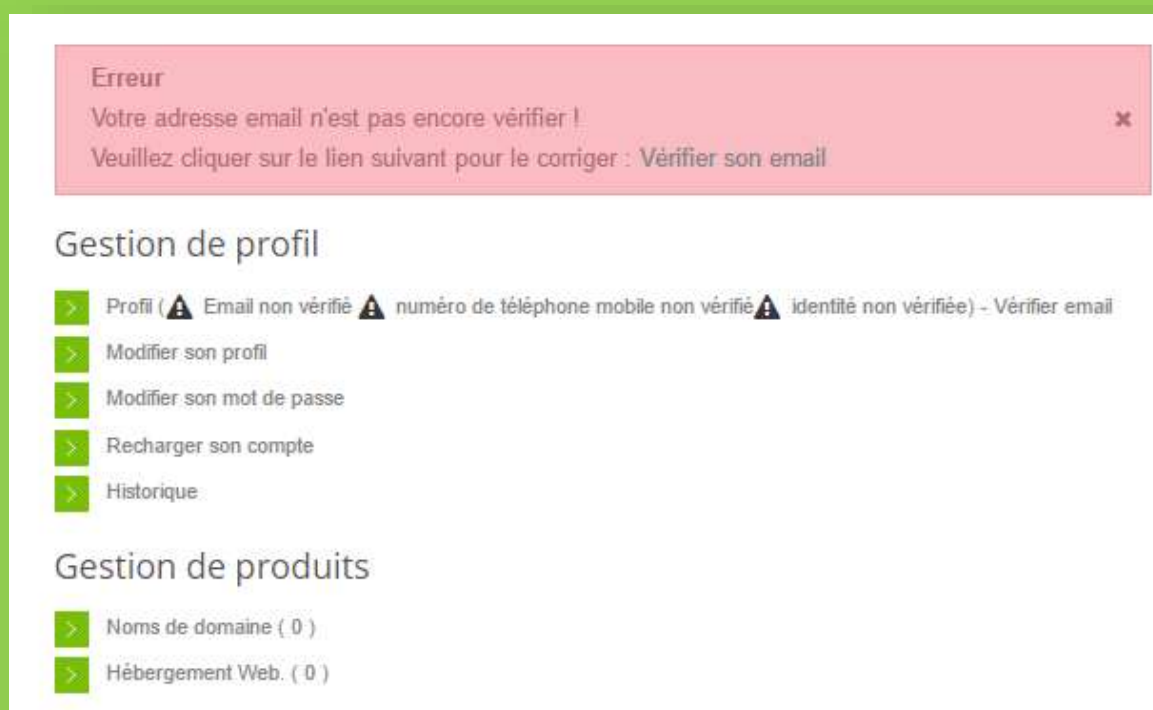 Erreur
Votre adresse email n'est pas encore vérifier !
Veuillez cliquer sur le lien suivant pour le corriger : Vérifier son email
Gestion de profil
Profil ( Email non vérifié numéro de téléphone mobile non vérifié identité non vérifiée) - Vérifier email
Modifier son profil
Modifier son mot de passe
Recharger son compte
Historique
Gestion de produits
Noms de domaine ( 0 )
Hébergement Web. ( 0 )